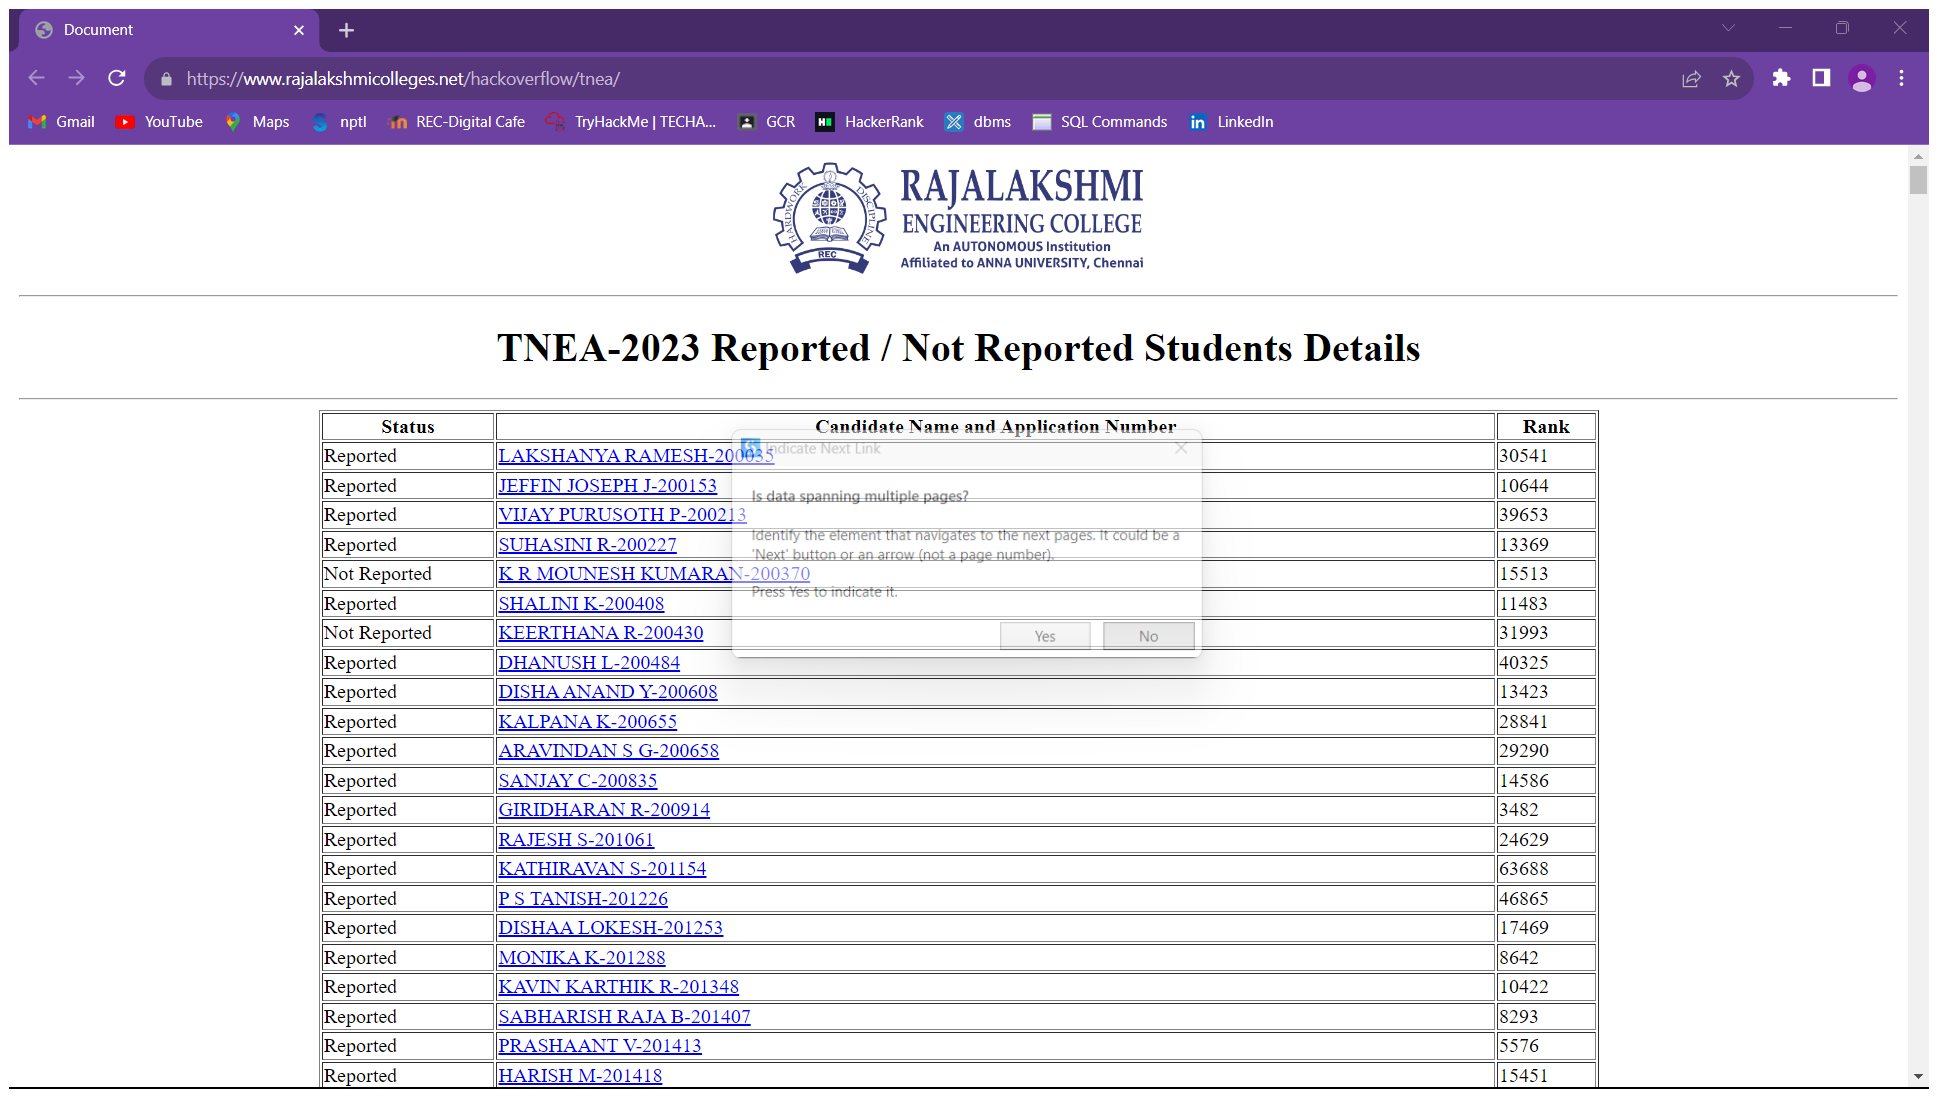 Document
https://www.rajalakshmicolleges.net/hackoverflow/tnea/
Gmail YouTube Maps nptl REC-Digital Cafe TryHackMe | TECHA... GCR HackerRank dbms SQL Commands LinkedIn
HARDWORK DISCIPLINE
REC
RAJALAKSHMI
ENGINEERING COLLEGE
An AUTONOMOUS Institution
Affiliated to ANNA UNIVERSITY, Chennai
TNEA-2023 Reported / Not Reported Students Details
Status Candidate Name and Application Number Rank
Reported LAKSHANYA RAMESH-200035 30541
Reported JEFFIN JOSEPH J-200153 10644
Reported VIJAY PURUSOTH P-200213 39653
Reported SUHASINI R-200227 13369
Not Reported K R MOUNESH KUMARAN-200370 15513
Reported SHALINI K-200408 11483
Not Reported KEERTHANA R-200430 31993
Reported DHANUSH L-200484 40325
Reported DISHA ANAND Y-200608 13423
Reported KALPANA K-200655 28841
Reported ARAVINDAN S G-200658 29290
Reported SANJAY C-200835 14586
Reported GIRIDHARAN R-200914 3482
Reported RAJESH S-201061 24629
Reported KATHIRAVAN S-201154 63688
Reported P S TANISH-201226 46865
Reported DISHAA LOKESH-201253 17469
Reported MONIKA K-201288 8642
Reported KAVIN KARTHIK R-201348 10422
Reported SABHARISH RAJA B-201407 8293
Reported PRASHAANT V-201413 5576
Reported HARISH M-201418 15451
Indicate Next Link
Is data spanning multiple pages?
Identify the element that navigates to the next pages. It could be a
'Next' button or an arrow (not a page number).
Press Yes to indicate it.
Yes No